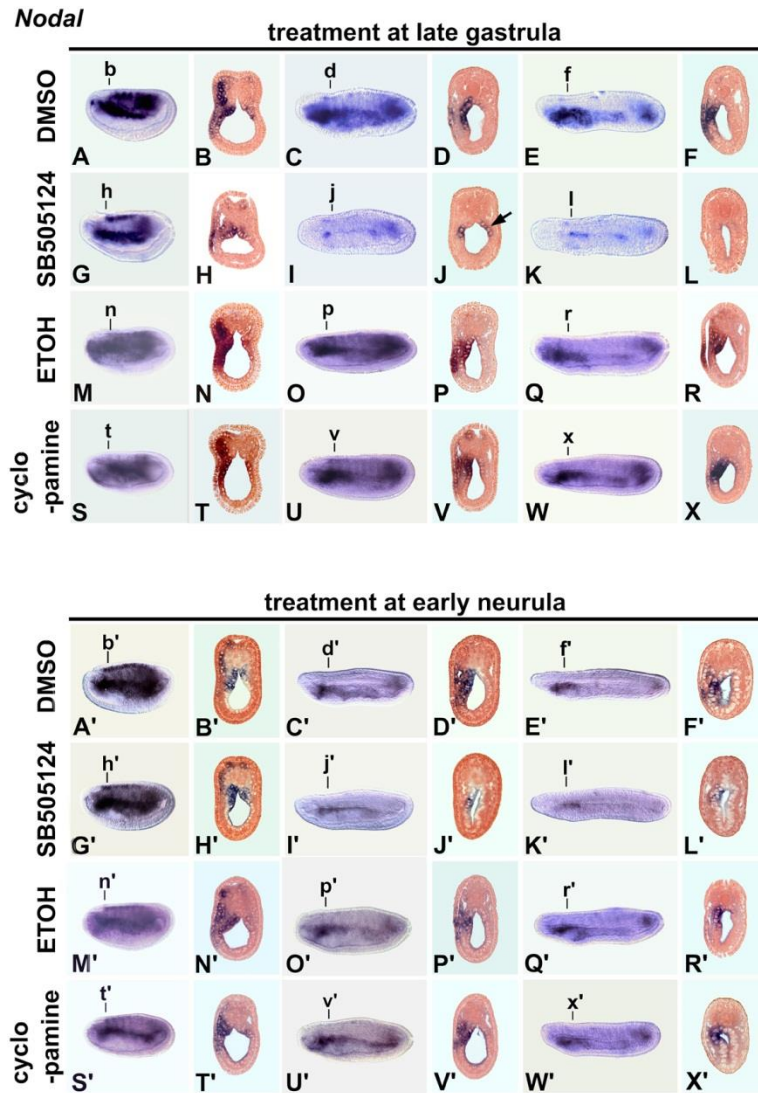 Nodal
treatment at late gastrula
DMSO
b
d
f
A
B
C
D
E
F
SB505124
h
j
l
G
H
I
J
K
L
ETOH
n
p
r
M
N
O
P
Q
R
cyclo
-pamine
t
v
x
S
T
U
V
W
X
treatment at early neurula
DMSO
b'
d'
f'
A'
B'
C'
D'
E'
F'
SB505124
h'
j'
l'
G'
H'
I'
J'
K'
L'
ETOH
n'
p'
r'
M'
N'
O'
P'
Q'
R'
cyclo
-pamine
t'
v'
x'
S'
T'
U'
V'
W'
X'